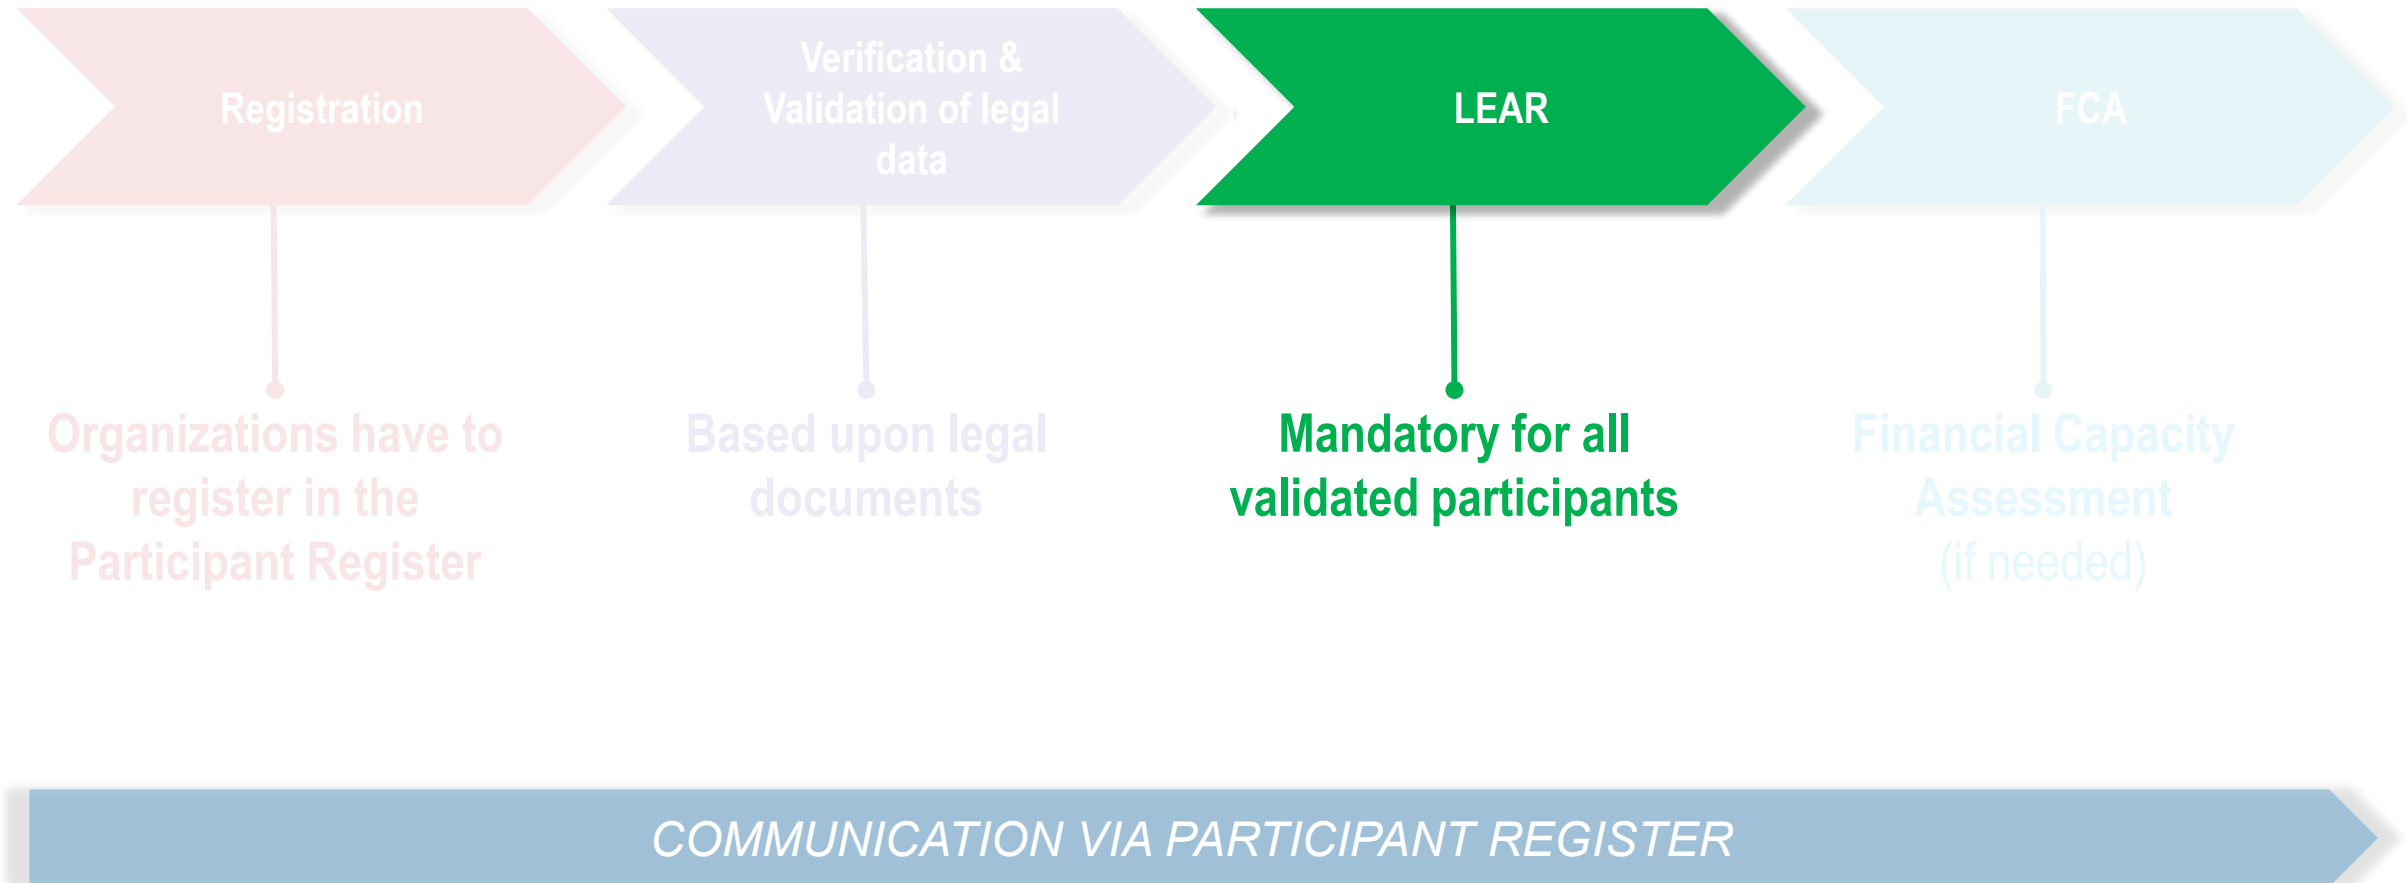 Registration
Verification &
Validation of legal
data
LEAR
FCA
Organizations have to
register in the
Participant Register
Based upon legal
documents
Mandatory for all
validated participants
Financial Capacity
Assessment
(if needed)
COMMUNICATION VIA PARTICIPANT REGISTER